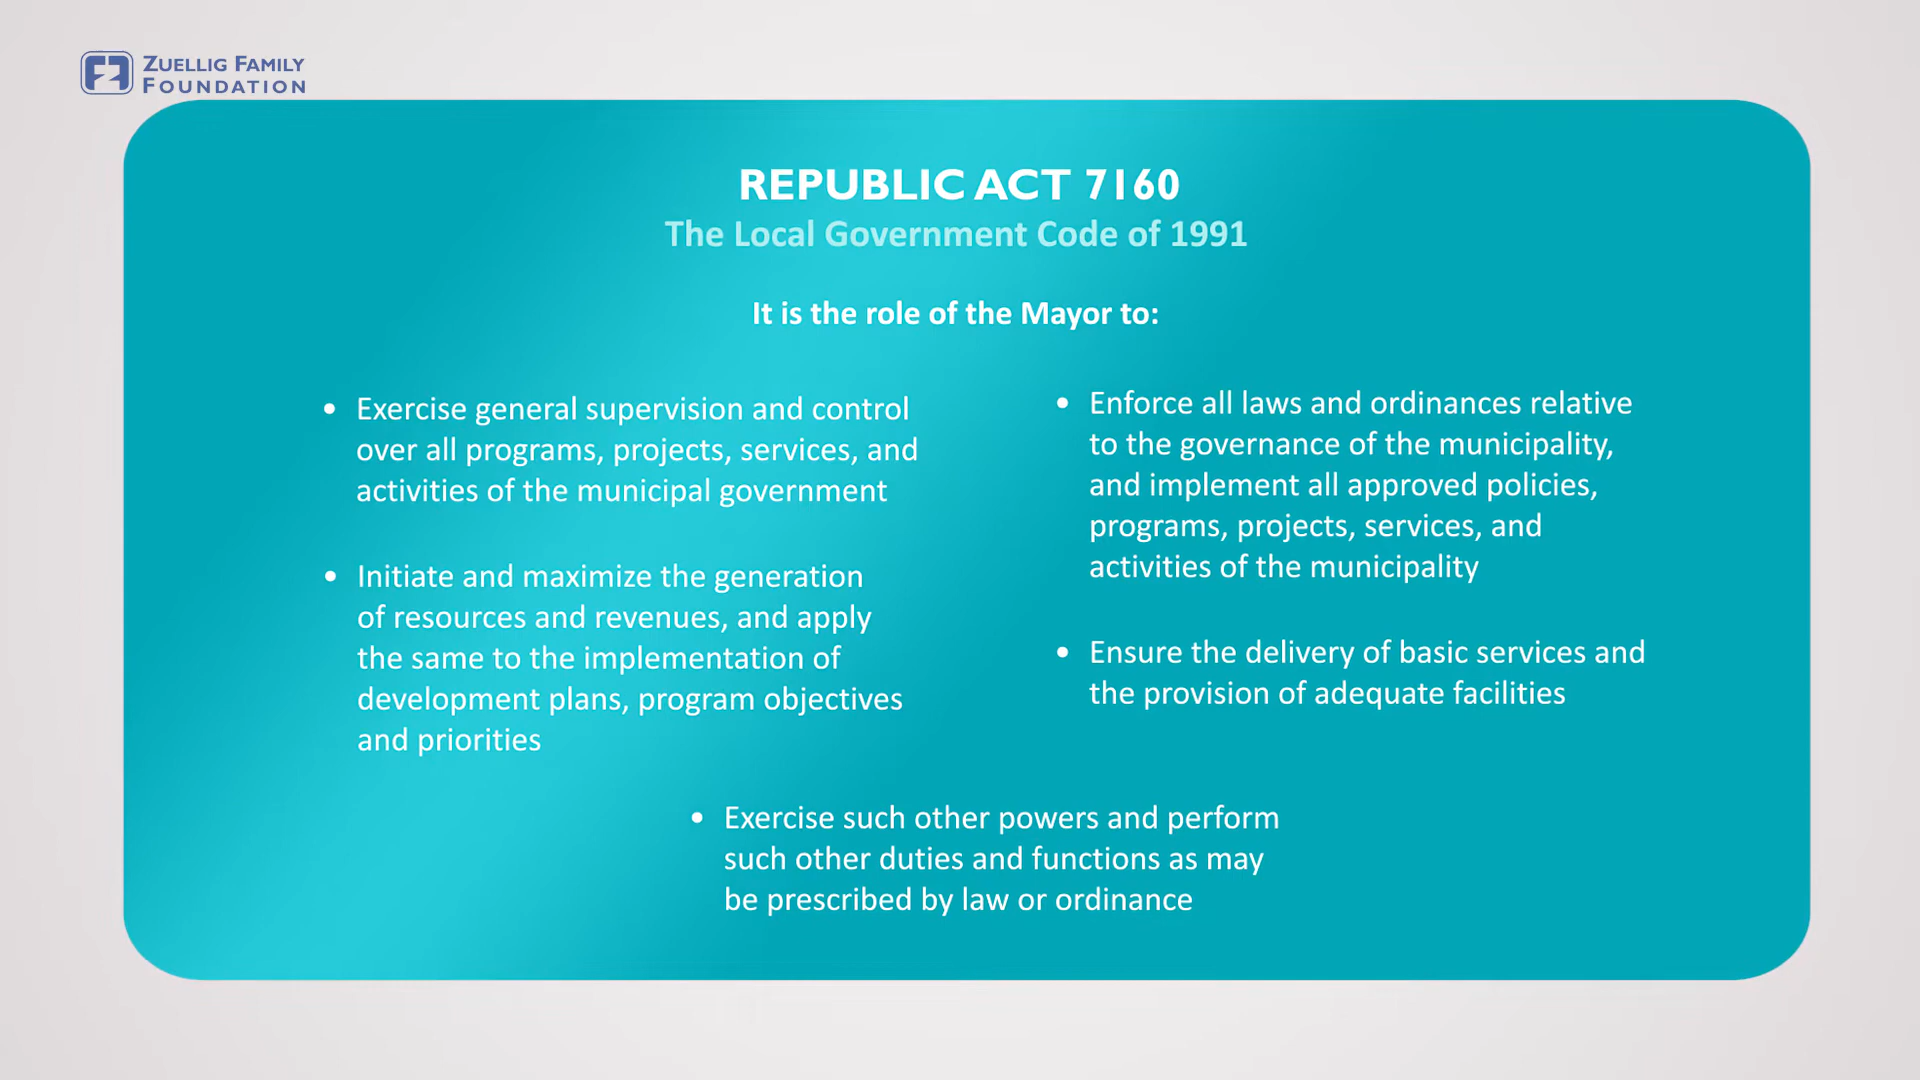 ZUELLIG FAMILY
FOUNDATION
REPUBLIC ACT 7160
The Local Government Code of 1991
It is the role of the Mayor to:
• Exercise general supervision and control
over all programs, projects, services, and
activities of the municipal government
• Initiate and maximize the generation
of resources and revenues, and apply
the same to the implementation of
development plans, program objectives
and priorities
• Enforce all laws and ordinances relative
to the governance of the municipality,
and implement all approved policies,
programs, projects, services, and
activities of the municipality
• Ensure the delivery of basic services and
the provision of adequate facilities
• Exercise such other powers and perform
such other duties and functions as may
be prescribed by law or ordinance